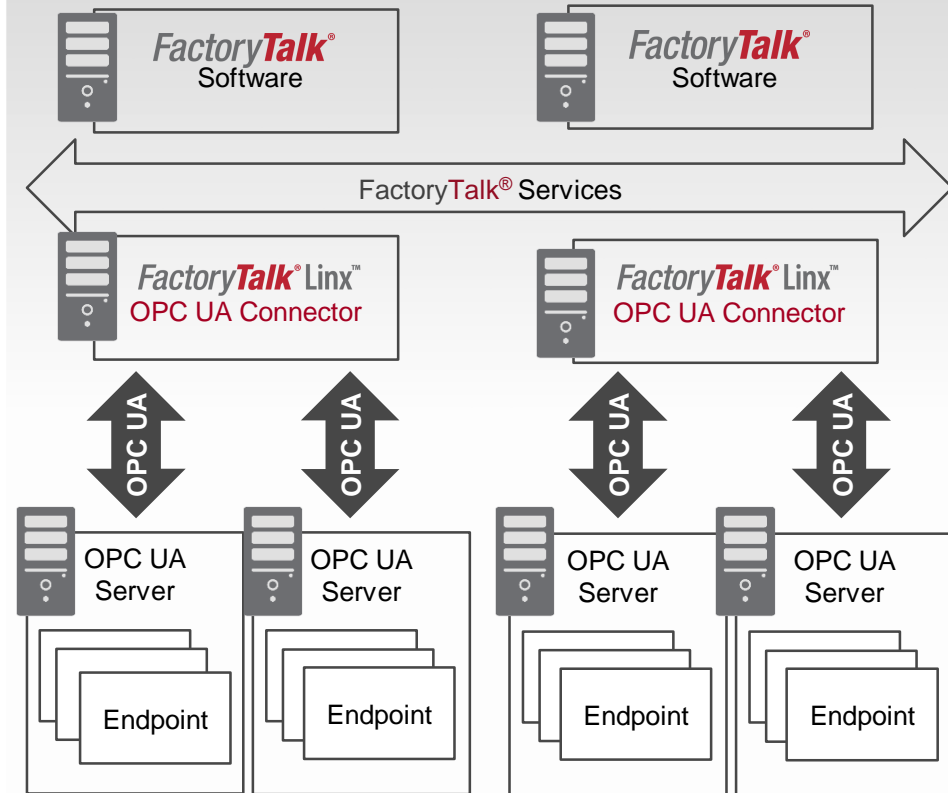 FactoryTalk® FactoryTalk®
Software Software
FactoryTalk® Services
FactoryTalk® Linx™ FactoryTalk® Linx™
OPC UA Connector OPC UA Connector
OPC UA OPC UA OPC UA OPC UA
OPC UA OPC UA OPC UA OPC UA
Server Server Server Server
Endpoint Endpoint Endpoint Endpoint